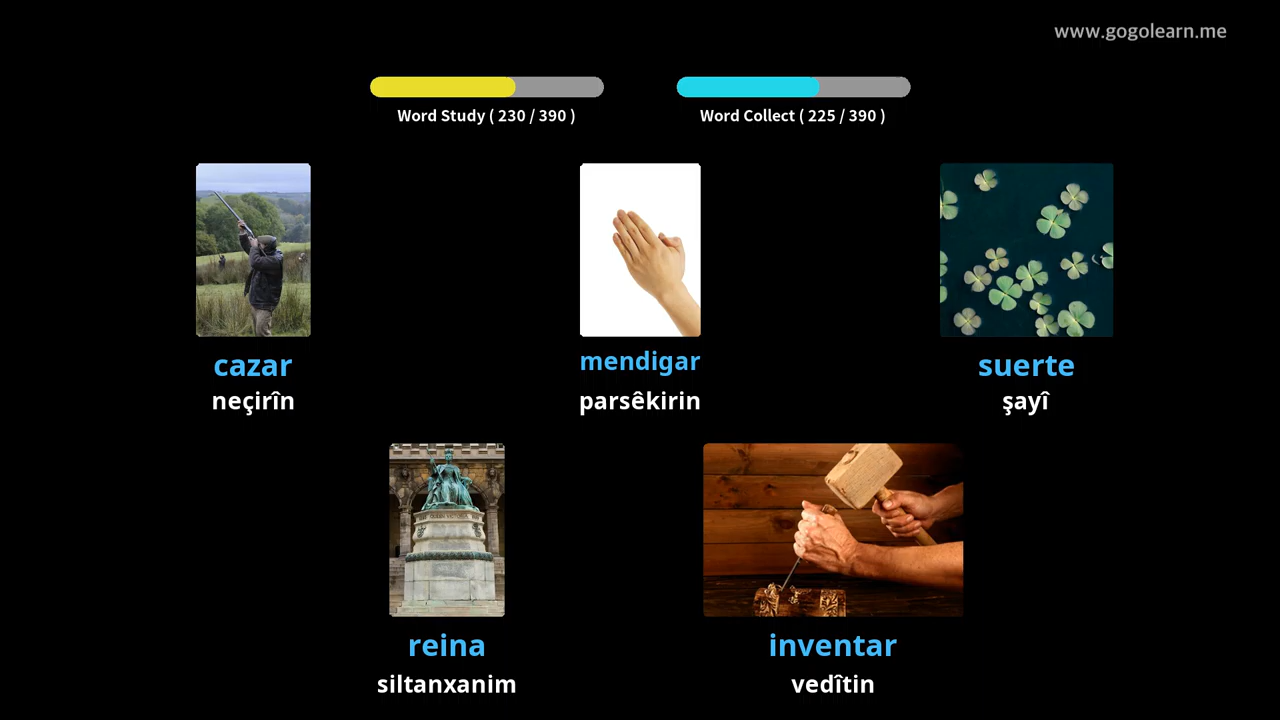 www.gogolearn.me
Word Study ( 230 / 390 )
Word Collect ( 225 / 390 )
cazar
neçirîn
mendigar
parsêkirin
suerte
şayî
reina
siltanxanim
inventar
vedîtin